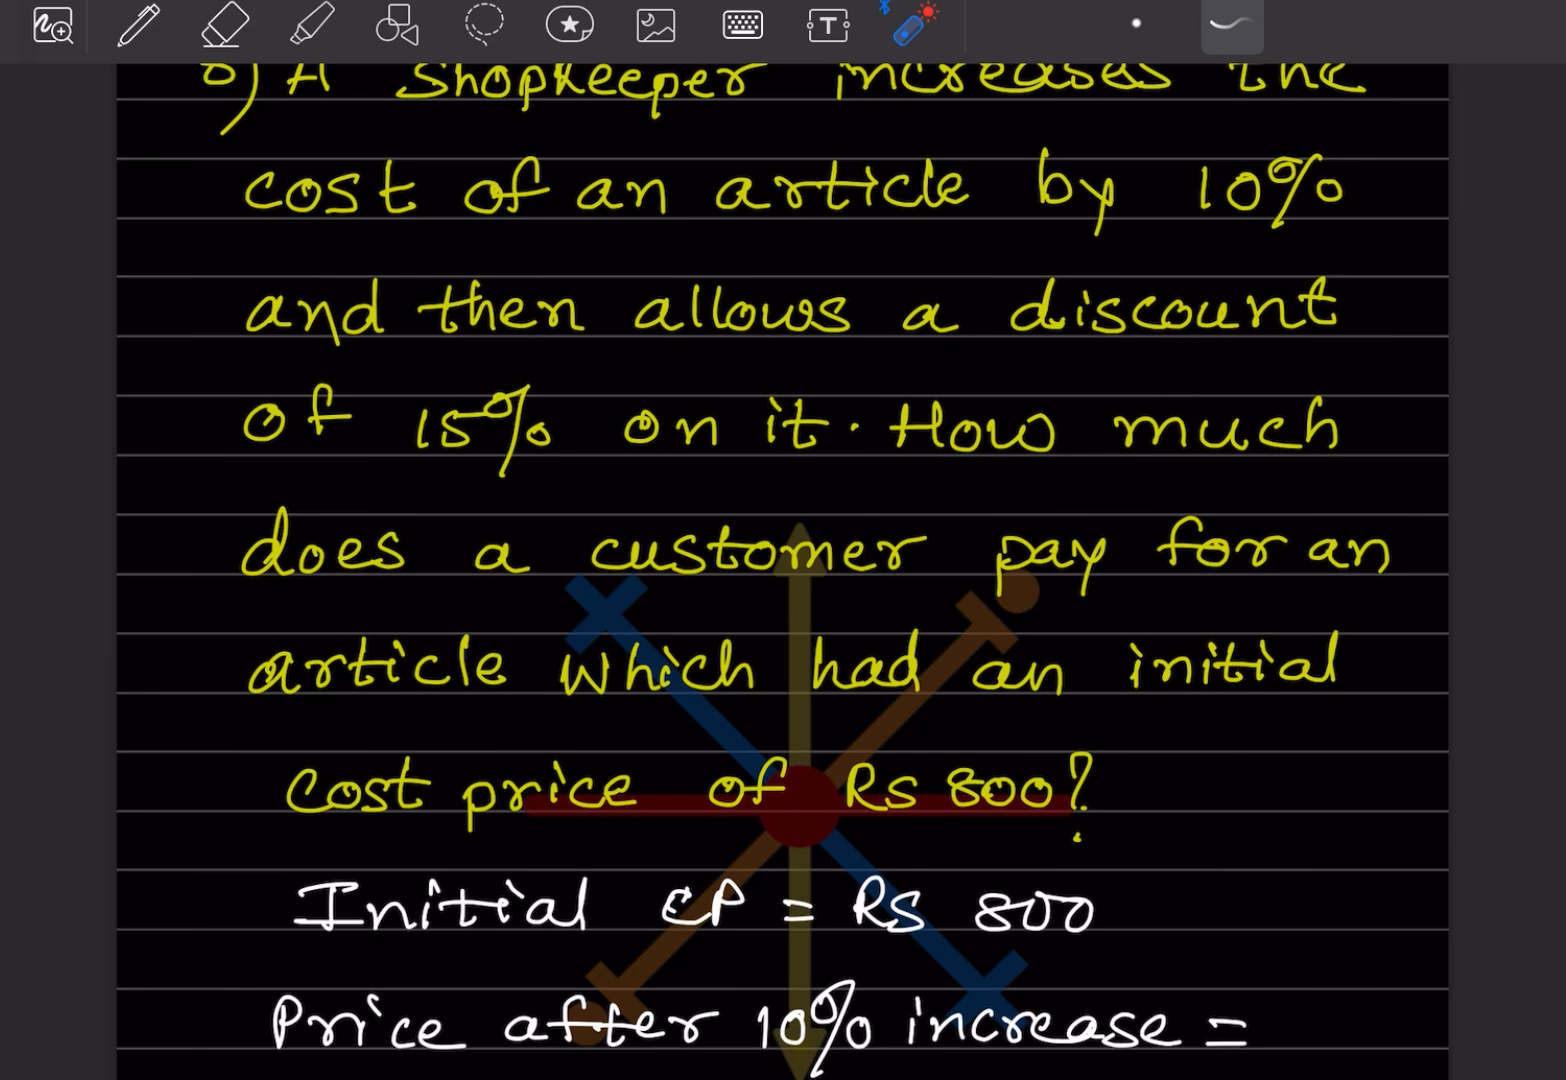 8) A shopkeeper increases the
cost of an article by 10%
and then allows a discount
of 15% on it. How much
does a customer pay for an
article which had an initial
cost price of Rs 800?
Initial CP = Rs 800
Price after 10% increase =